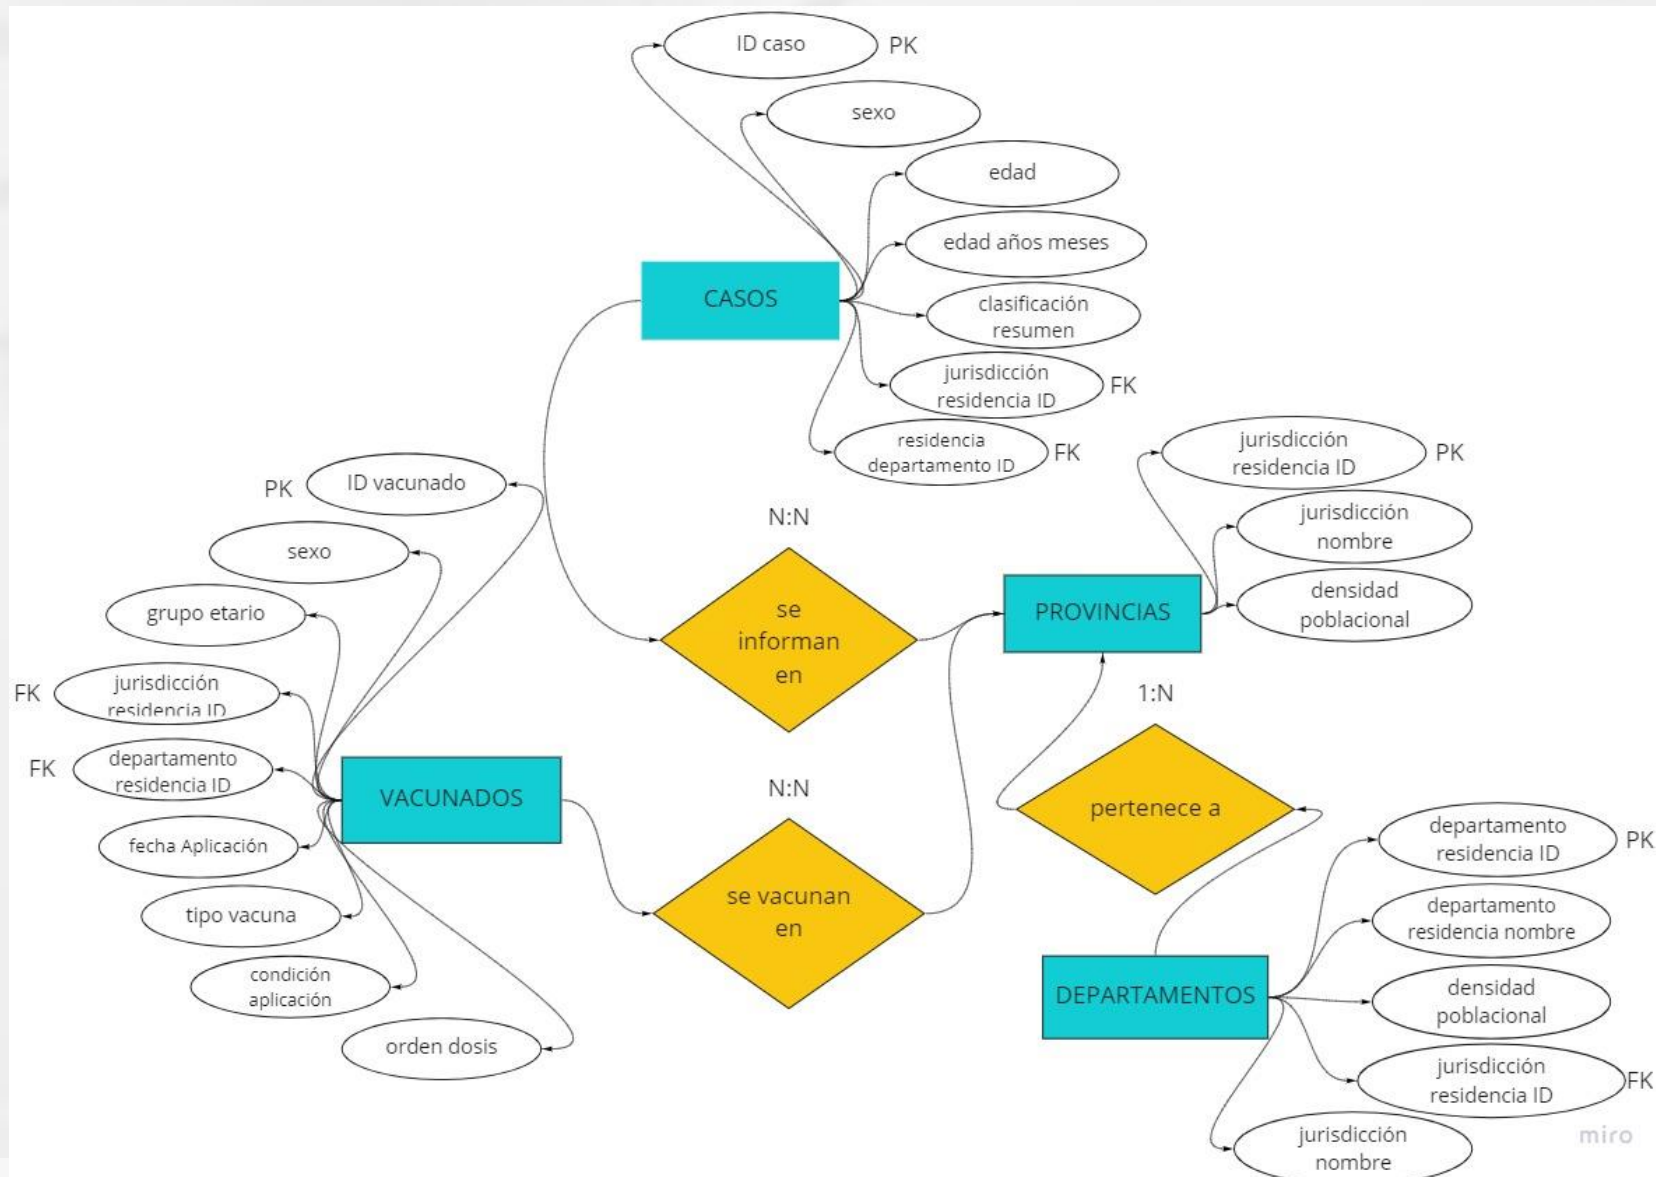 ID caso
PK
sexo
edad
edad años meses
CASOS
clasificación
resumen
jurisdicción
residencia ID
FK
residencia
departamento ID
FK
jurisdicción
residencia ID
PK
jurisdicción
nombre
densidad
poblacional
PK
ID vacunado
sexo
grupo etario
FK
jurisdicción
residencia ID
FK
departamento
residencia ID
VACUNADOS
fecha Aplicación
tipo vacuna
condición
aplicación
orden dosis
N:N
se
informan
en
PROVINCIAS
N:N
se vacunan
en
1:N
pertenece a
DEPARTAMENTOS
departamento
residencia ID
PK
departamento
residencia nombre
densidad
poblacional
jurisdicción
residencia ID
FK
jurisdicción
nombre
miro